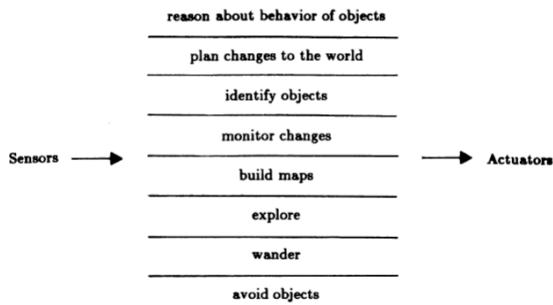 reason about behavior of objects
plan changes to the world
identify objects
monitor changes
Sensors
Actuators
build maps
explore
wander
avoid objects